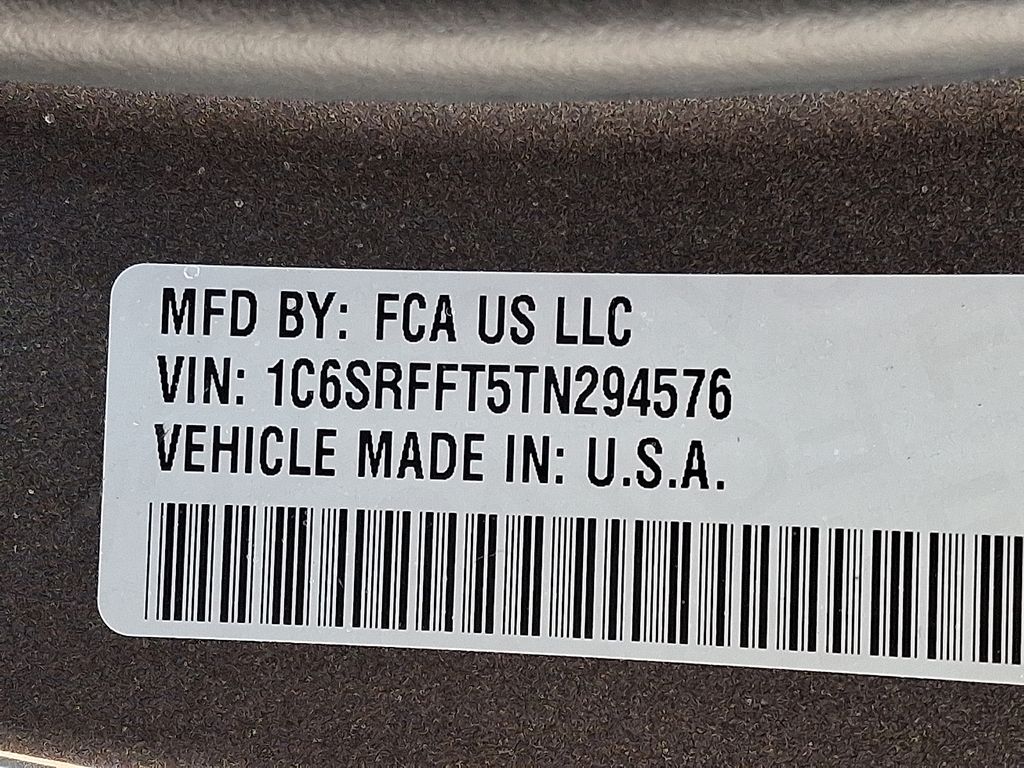 MFD BY: FCA US LLC
VIN: 1C6SRFFT5TN294576
VEHICLE MADE IN: U.S.A.